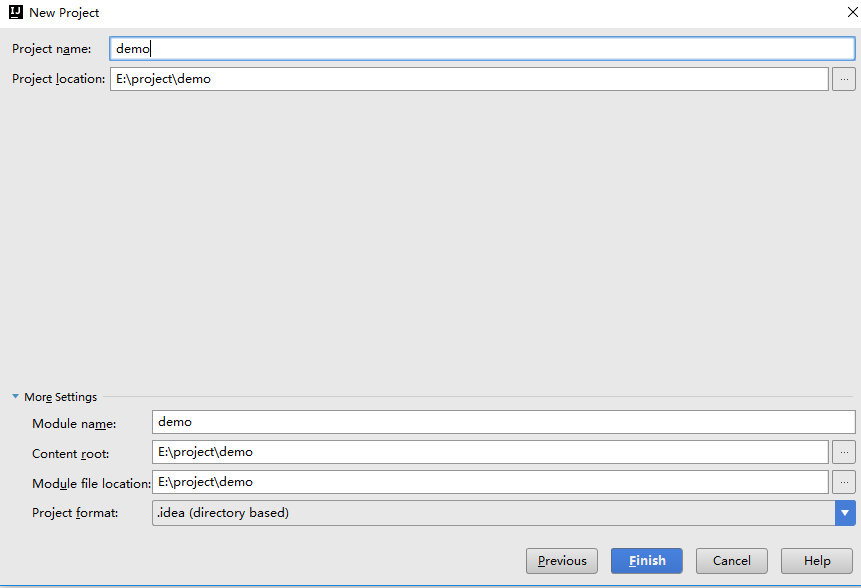 IJ New Project
Project name: demo
Project location: E:\project\demo ...
More Settings
Module name: demo
Content root: E:\project\demo ...
Module file location: E:\project\demo ...
Project format: .idea (directory based)
Previous Finish Cancel Help